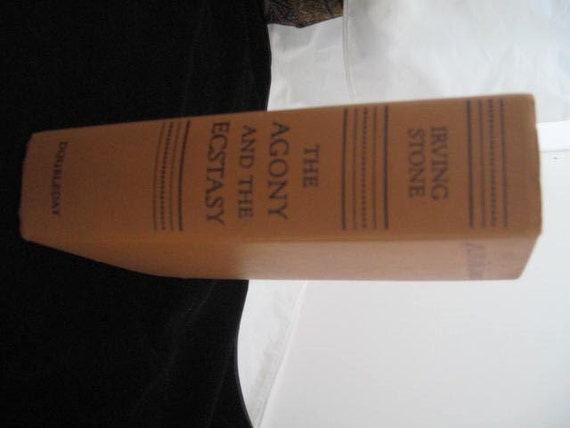 IRVING
STONE
THE
AGONY
AND THE
ECSTASY
DOUBLEDAY